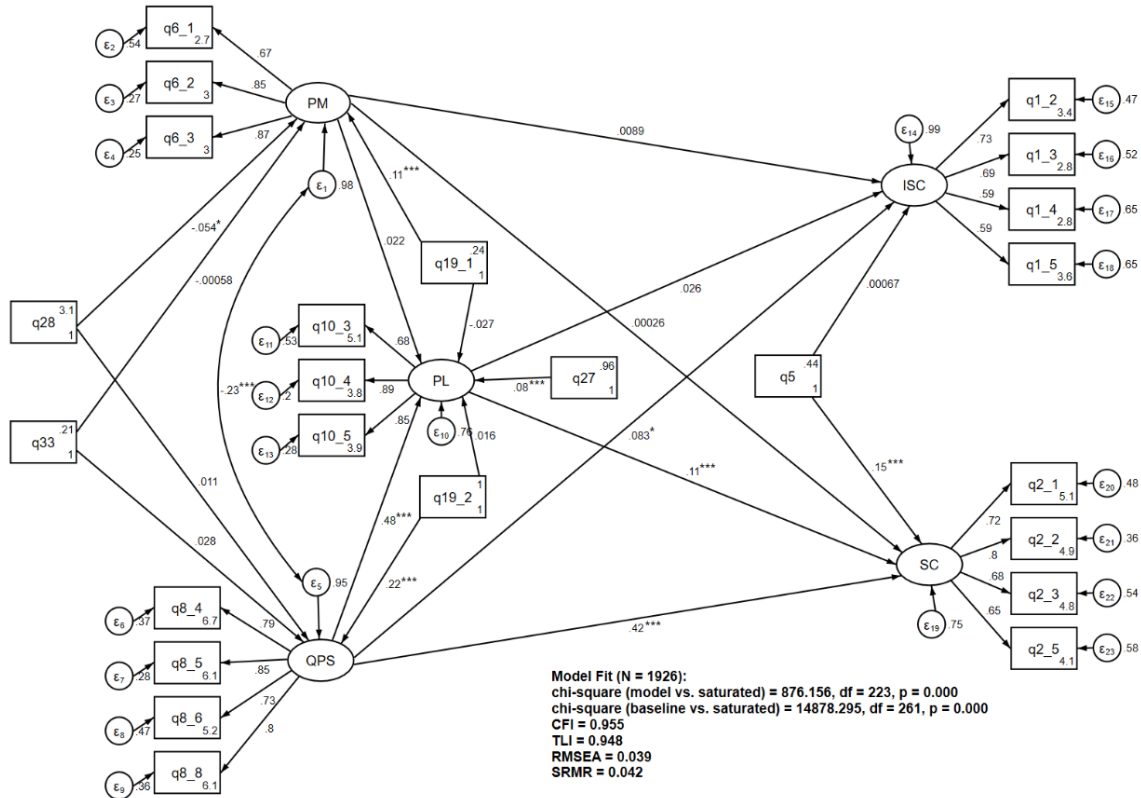 ε2 .54 q6_1 2.7
.67
ε3 .27 q6_2 3
.85
ε4 .25 q6_3 3
.87
PM
ε1 .98
.11***
.0089
-.054*
-.00058
.022
q19_1 .24 1
-.027
q28 3.1 1
q33 .21 1
-.23***
ε11 .53 q10_3 5.1
.68
ε12 .2 q10_4 3.8
.89
ε13 .28 q10_5 3.9
.85
PL
ε10 .76
.08***
q27 .96 1
.016
q19_2 1 1
.48***
.22***
.011
.028
ε5 .95
ε6 .37 q8_4 6.7
.79
ε7 .28 q8_5 6.1
.85
ε8 .47 q8_6 5.2
.73
ε9 .36 q8_8 6.1
.8
QPS
ε14 .99
ISC
.73
q1_2 3.4 ε15 .47
.69
q1_3 2.8 ε16 .52
.59
q1_4 2.8 ε17 .65
.59
q1_5 3.6 ε18 .65
.026
.00067
.00026
q5 .44 1
.083*
.15***
.11***
.42***
SC
ε19 .75
.72
q2_1 5.1 ε20 .48
.8
q2_2 4.9 ε21 .36
.68
q2_3 4.8 ε22 .54
.65
q2_5 4.1 ε23 .58
Model Fit (N = 1926):
chi-square (model vs. saturated) = 876.156, df = 223, p = 0.000
chi-square (baseline vs. saturated) = 14878.295, df = 261, p = 0.000
CFI = 0.955
TLI = 0.948
RMSEA = 0.039
SRMR = 0.042